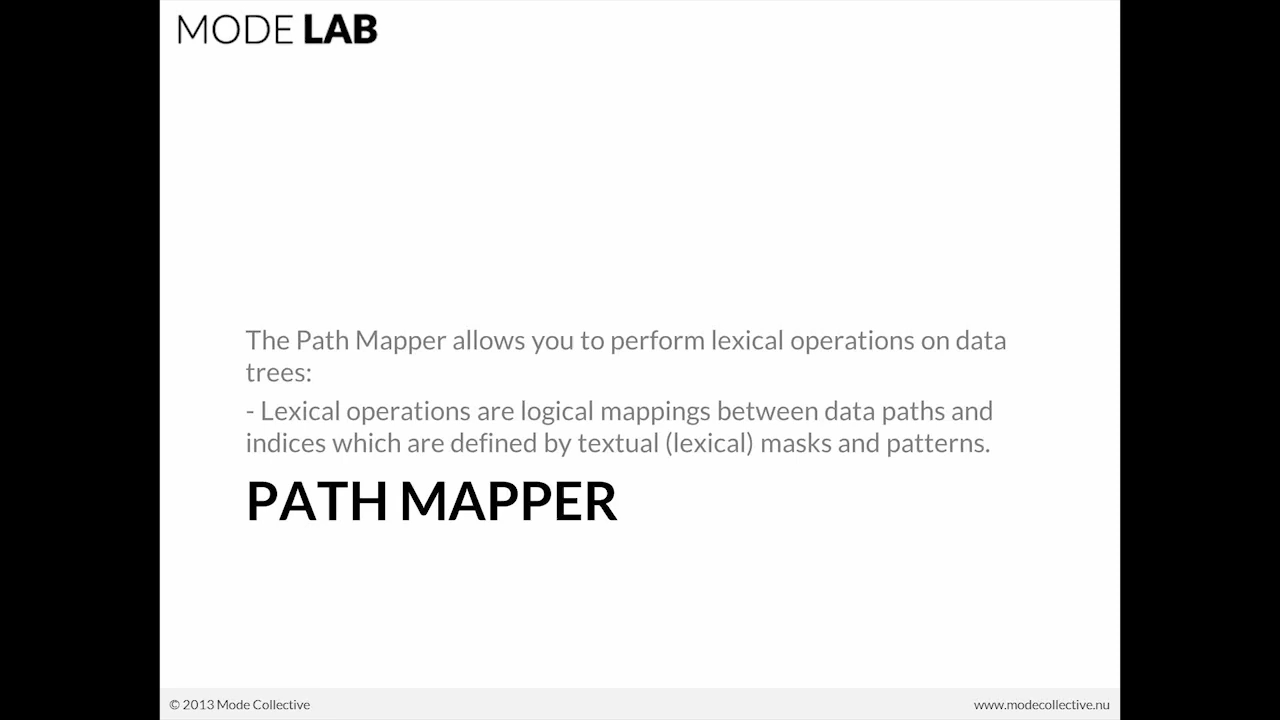 MODE LAB
The Path Mapper allows you to perform lexical operations on data
trees:
- Lexical operations are logical mappings between data paths and
indices which are defined by textual (lexical) masks and patterns.
PATH MAPPER
© 2013 Mode Collective
www.modecollective.nu